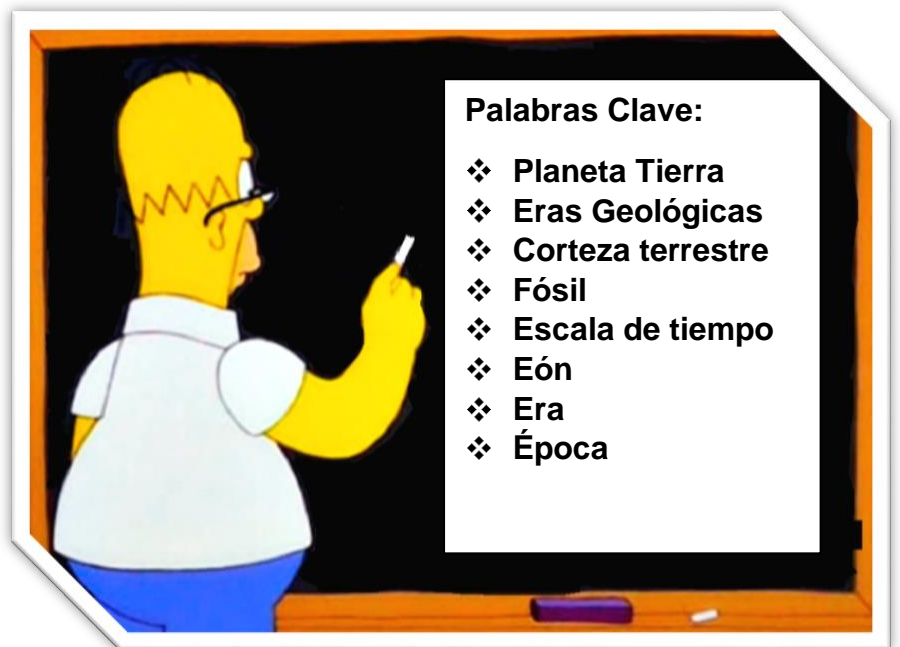 Palabras Clave:
❖ Planeta Tierra
❖ Eras Geológicas
❖ Corteza terrestre
❖ Fósil
❖ Escala de tiempo
❖ Eón
❖ Era
❖ Época